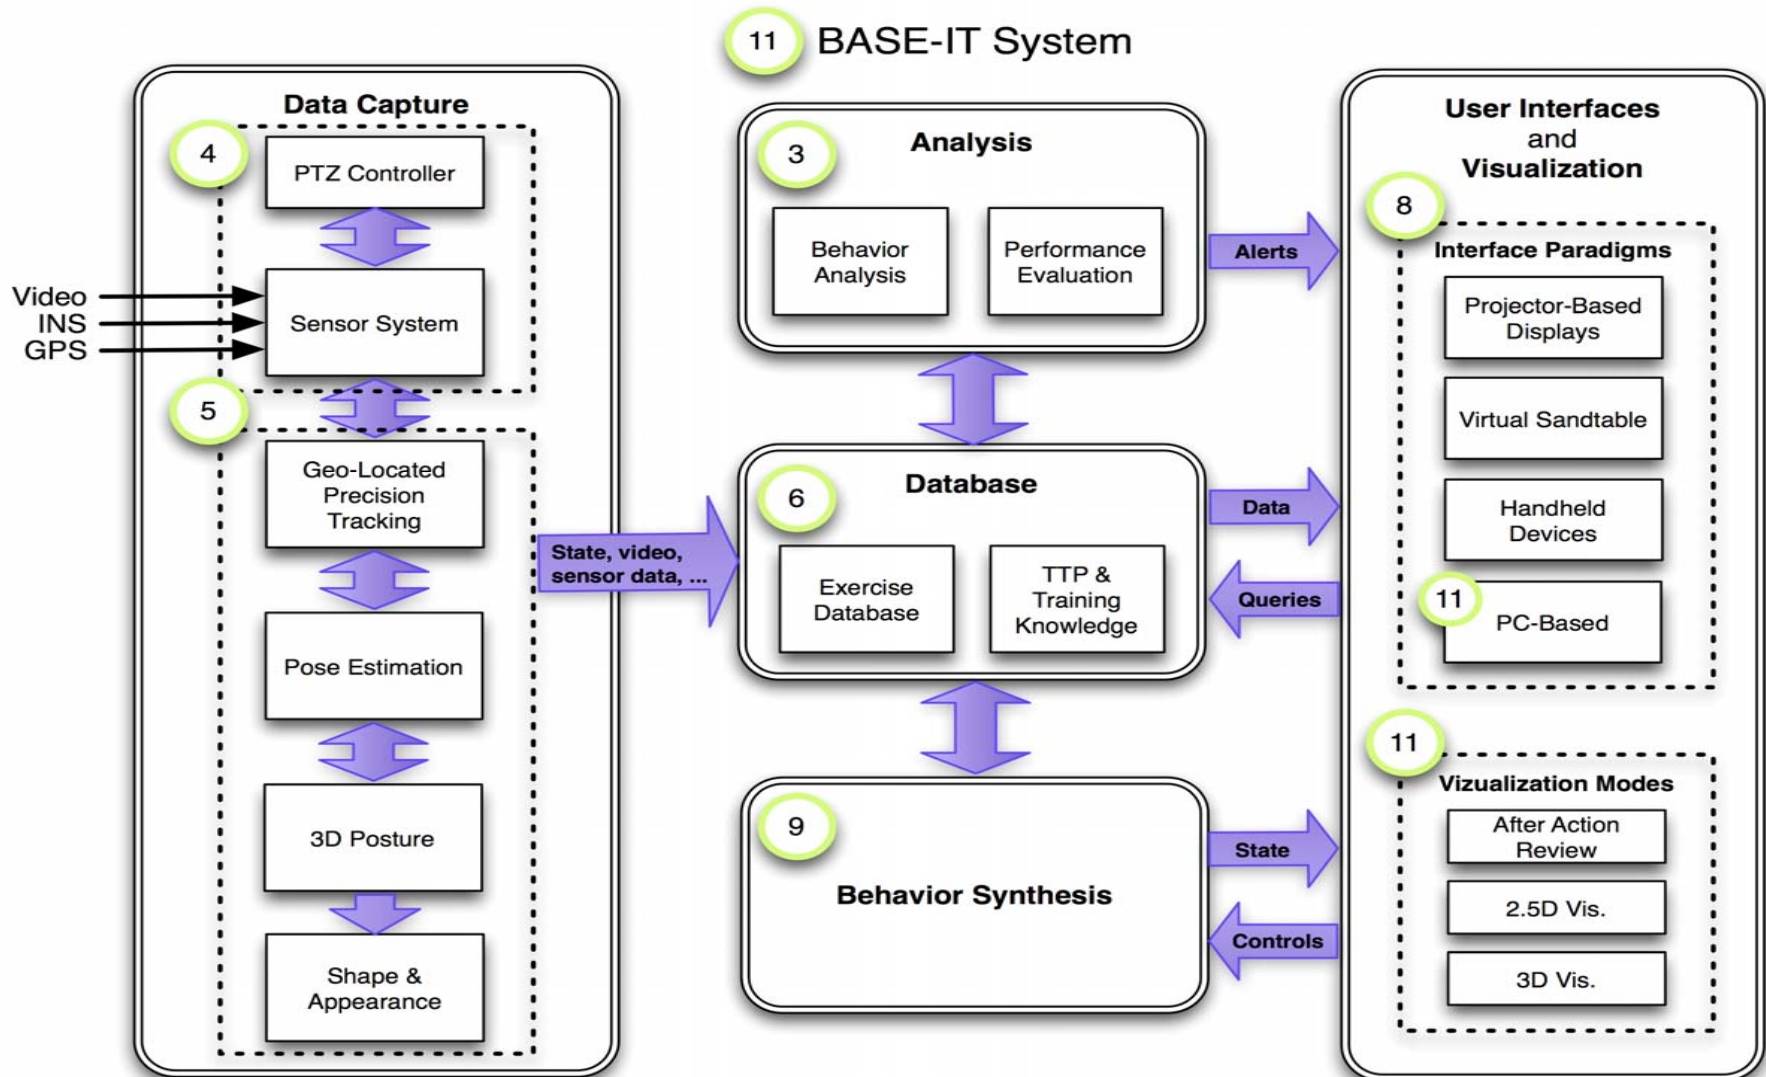 11 BASE-IT System
Data Capture
4
PTZ Controller
Video
INS
GPS
Sensor System
5
Geo-Located
Precision
Tracking
Pose Estimation
3D Posture
Shape &
Appearance
State, video,
sensor data, ...
3
Analysis
Behavior
Analysis
Performance
Evaluation
Alerts
6
Database
Exercise
Database
TTP &
Training
Knowledge
Data
Queries
9
Behavior Synthesis
State
Controls
User Interfaces
and
Visualization
8
Interface Paradigms
Projector-Based
Displays
Virtual Sandtable
Handheld
Devices
11
PC-Based
11
Vizualization Modes
After Action
Review
2.5D Vis.
3D Vis.